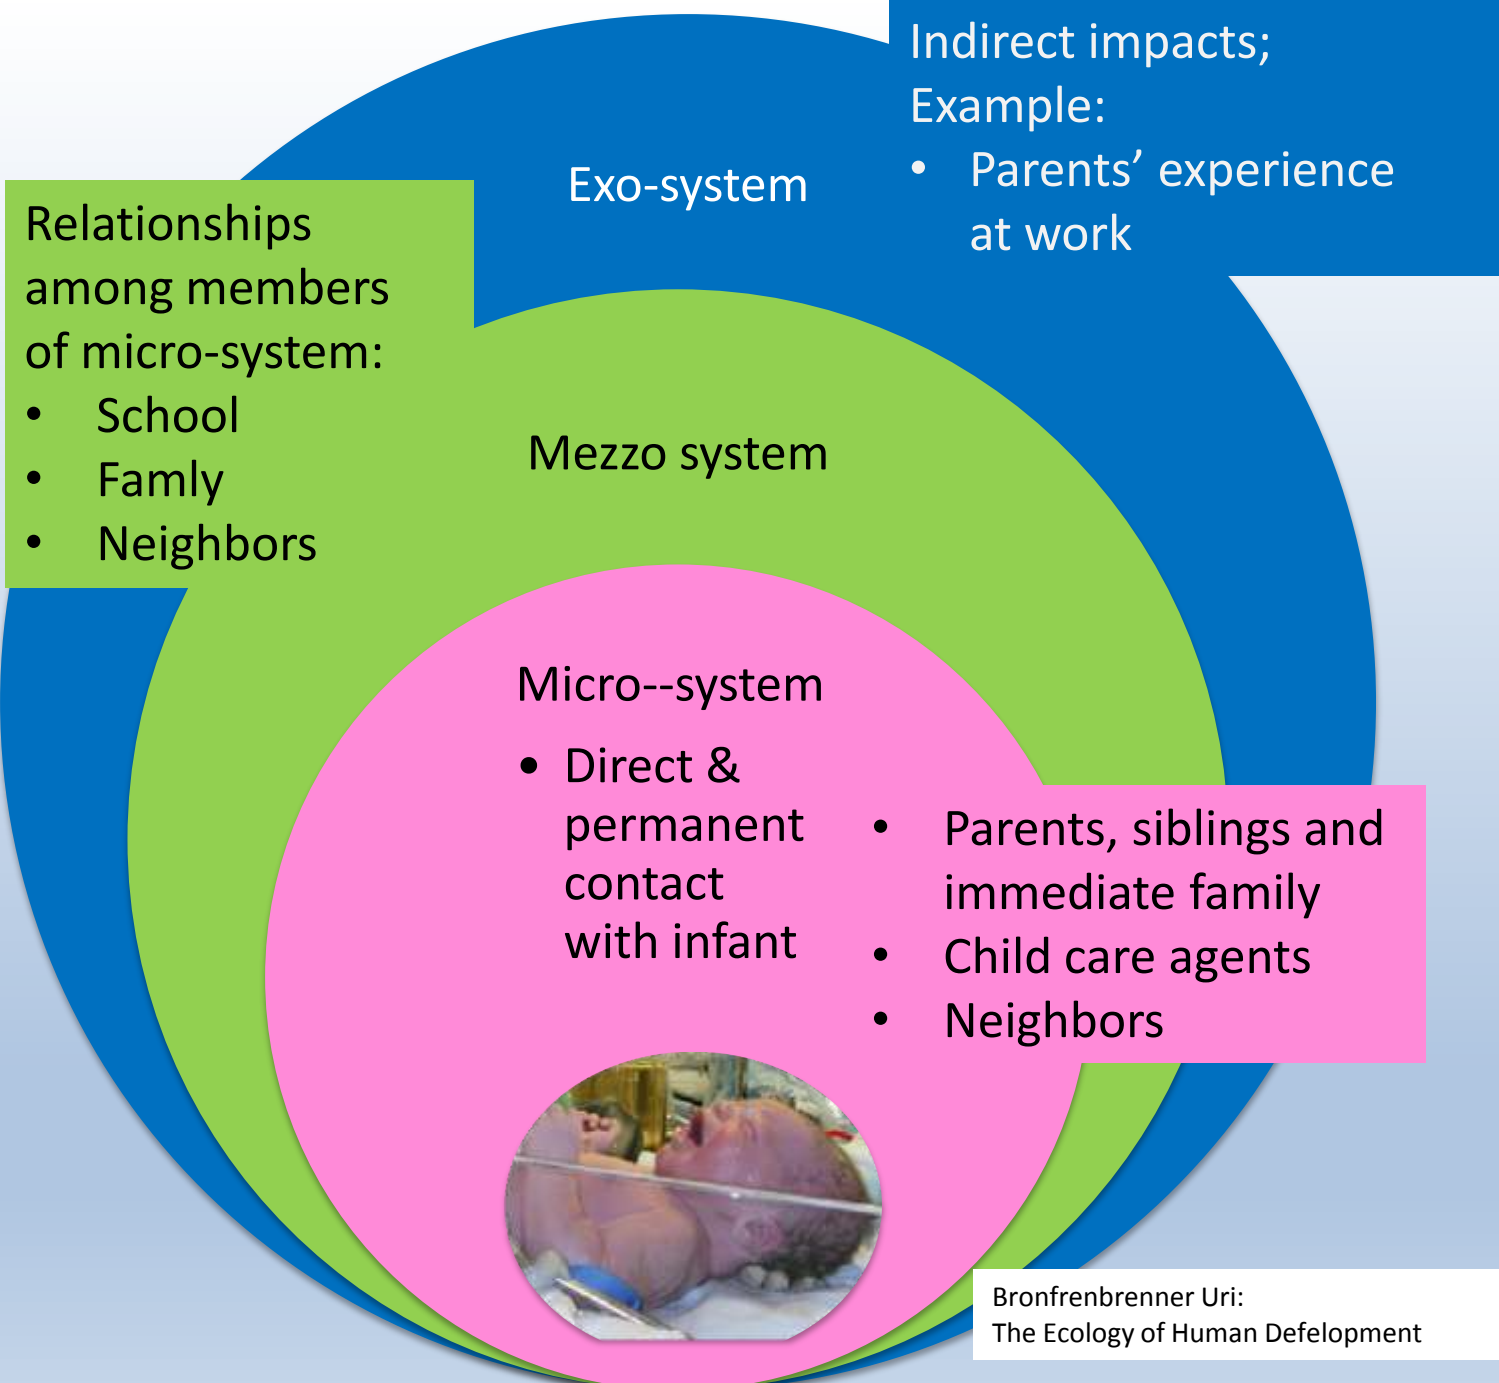 Indirect impacts;
Example:
• Parents’ experience
at work
Exo-system
Relationships
among members
of micro-system:
• School
• Famly
• Neighbors
Mezzo system
Micro--system
• Direct &
permanent
contact
with infant
• Parents, siblings and
immediate family
• Child care agents
• Neighbors
Bronfrenbrenner Uri:
The Ecology of Human Defelopment